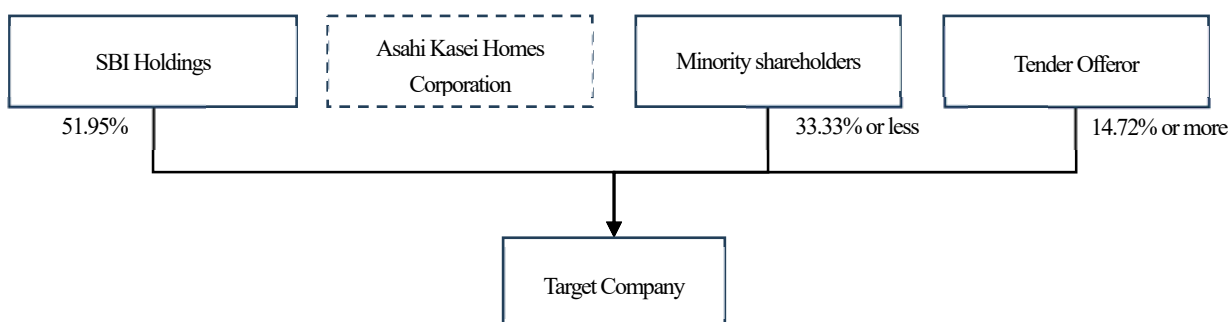 SBI Holdings
Asahi Kasei Homes
Corporation
Minority shareholders
Tender Offeror
51.95%
33.33% or less
14.72% or more
Target Company